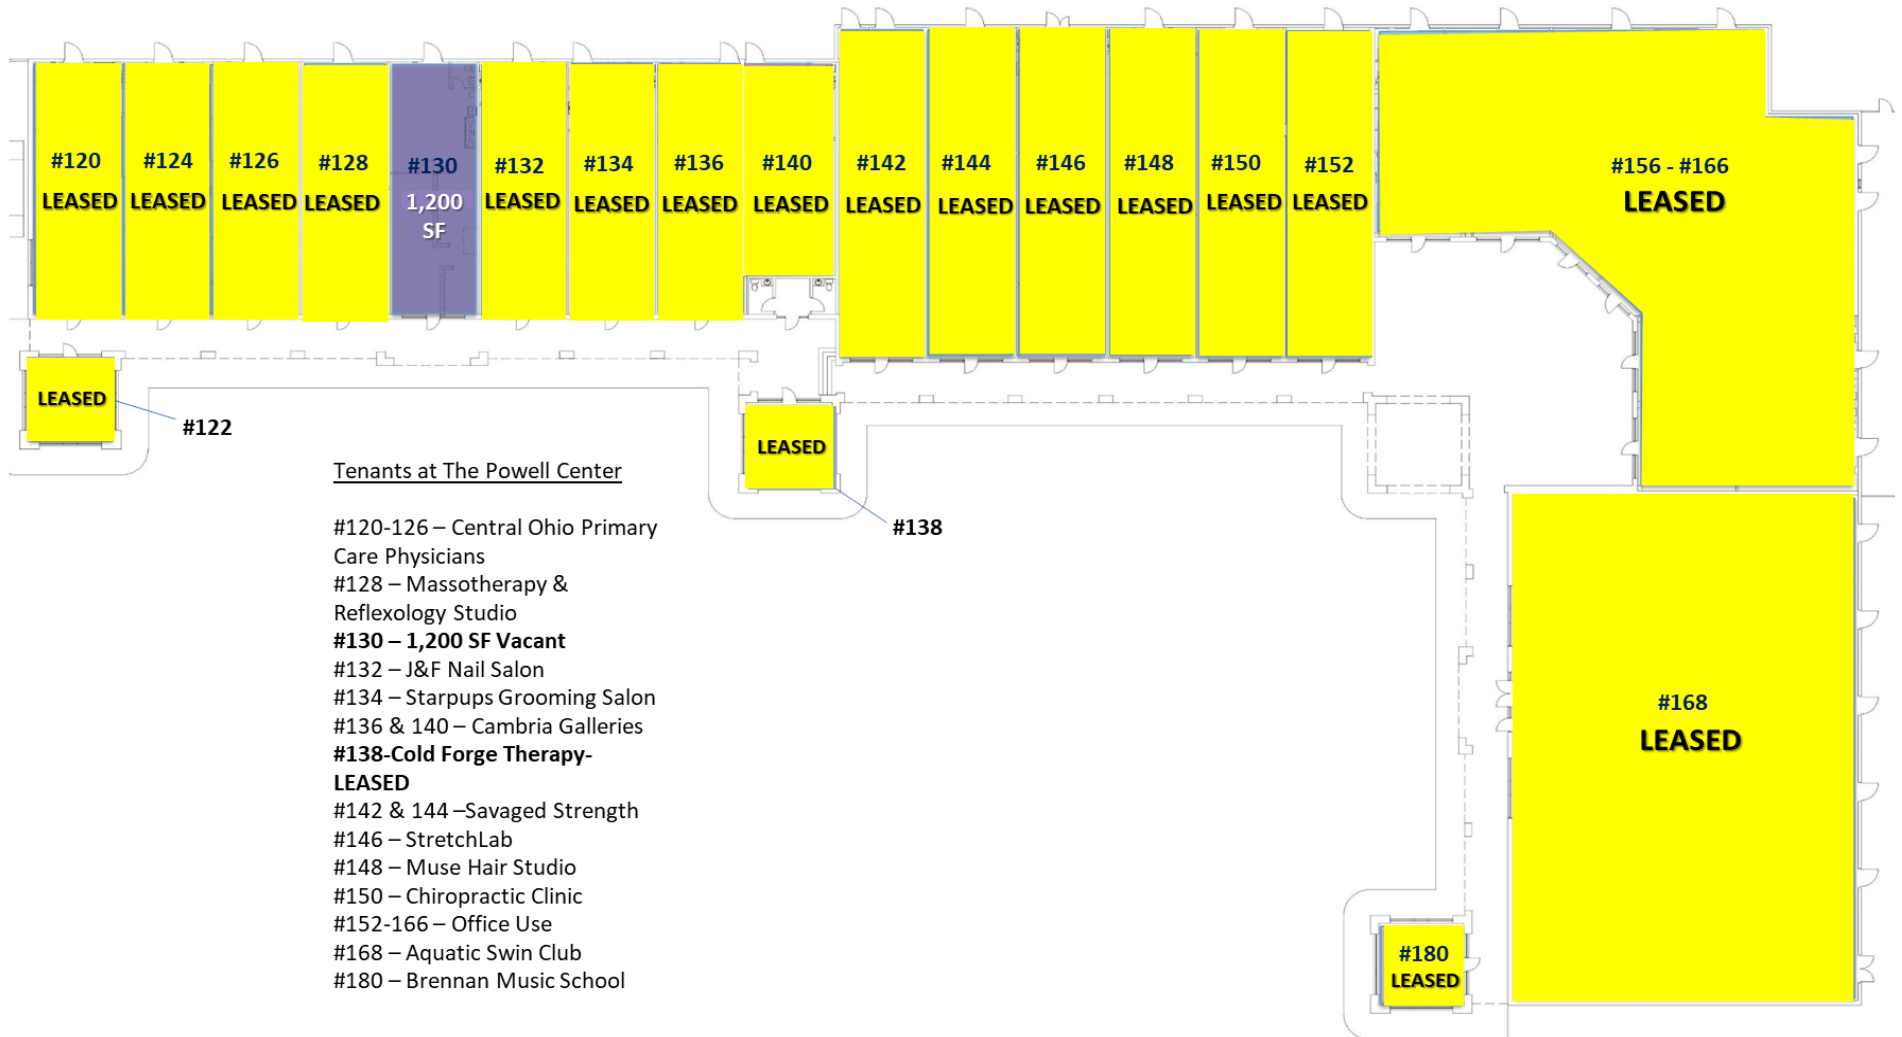 #120
LEASED
#124
LEASED
#126
LEASED
#128
LEASED
#130
1,200
SF
#132
LEASED
#134
LEASED
#136
LEASED
#140
LEASED
#142
LEASED
#144
LEASED
#146
LEASED
#148
LEASED
#150
LEASED
#152
LEASED
#156 - #166
LEASED
LEASED
#122
LEASED
#138
Tenants at The Powell Center
#120-126 – Central Ohio Primary
Care Physicians
#128 – Massotherapy &
Reflexology Studio
#130 – 1,200 SF Vacant
#132 – J&F Nail Salon
#134 – Starpups Grooming Salon
#136 & 140 – Cambria Galleries
#138-Cold Forge Therapy-
LEASED
#142 & 144 –Savaged Strength
#146 – StretchLab
#148 – Muse Hair Studio
#150 – Chiropractic Clinic
#152-166 – Office Use
#168 – Aquatic Swin Club
#180 – Brennan Music School
#168
LEASED
#180
LEASED